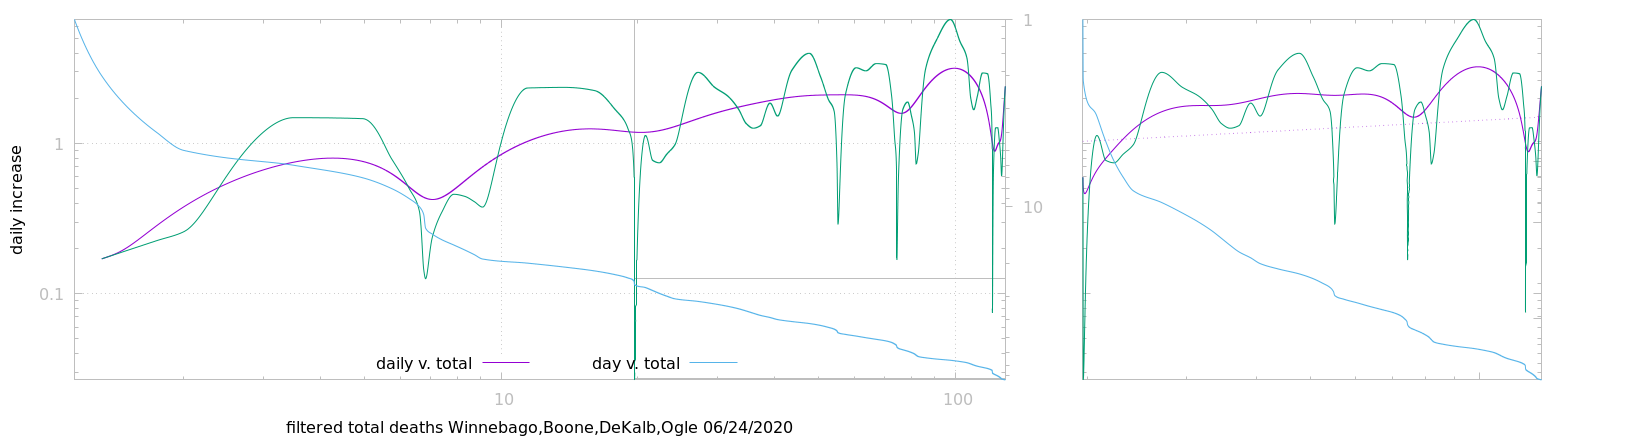 1
1
daily increase
10
0.1
daily v. total
day v. total
10
100
filtered total deaths Winnebago,Boone,DeKalb,Ogle 06/24/2020